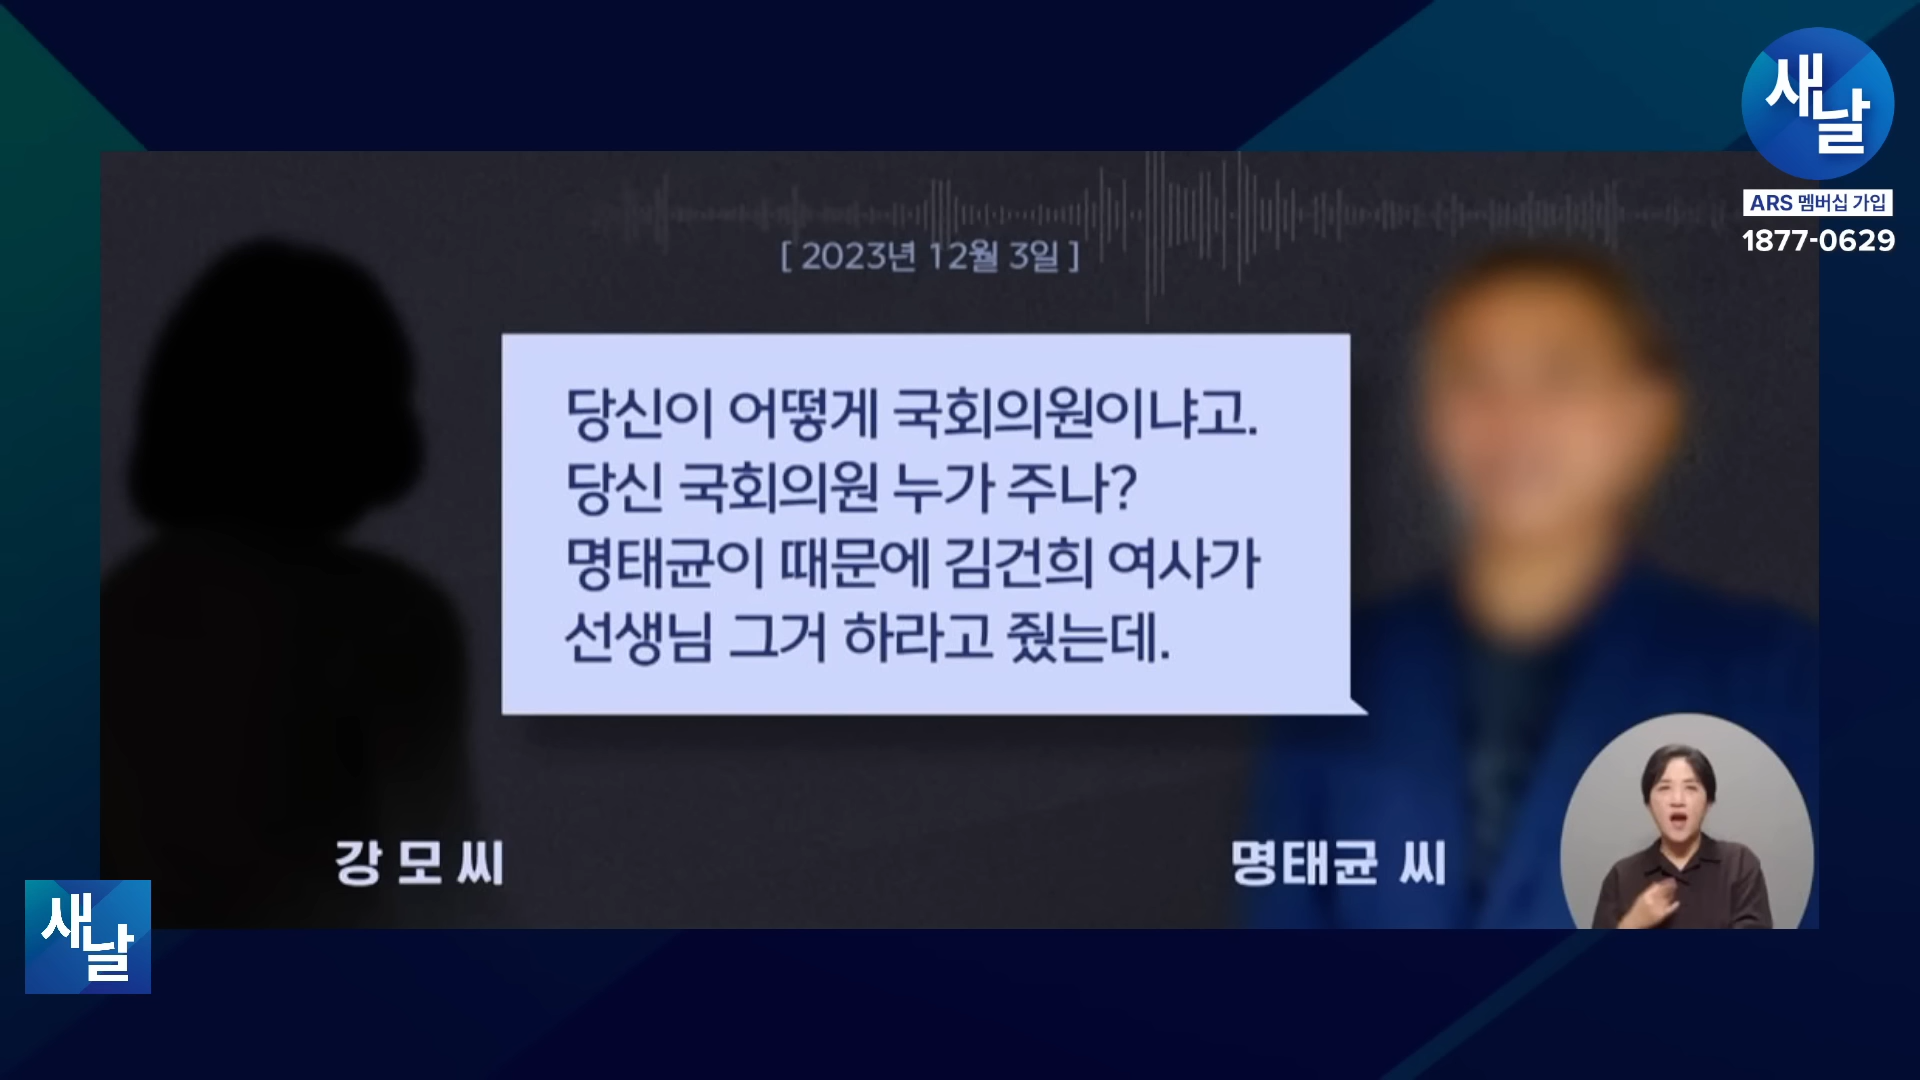 새날
ARS 멤버십 가입
1877-0629
[ 2023년 12월 3일 ]
당신이 어떻게 국회의원이냐고.
당신 국회의원 누가 주나?
명태균이 때문에 김건희 여사가
선생님 그거 하라고 줬는데.
강 모 씨
명태균 씨
새날